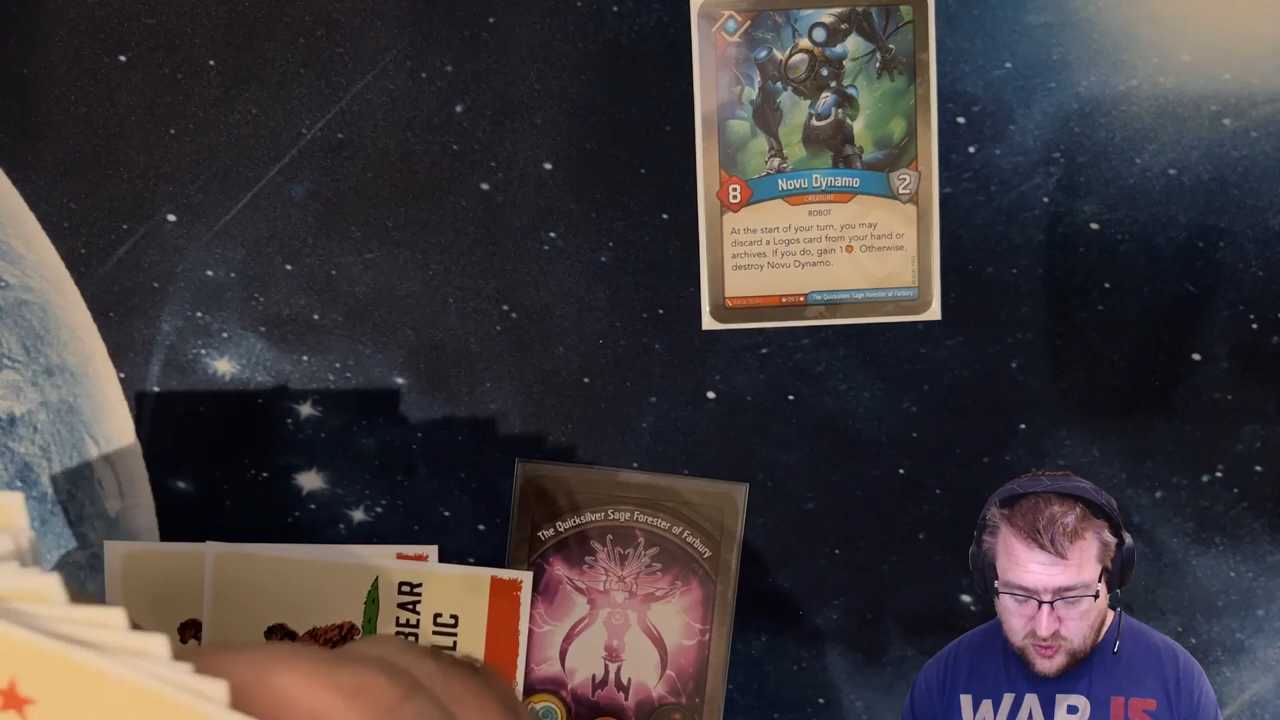 8
Novu Dynamo
2
CREATURE
ROBOT
At the start of your turn, you may
discard a Logos card from your hand or
archives. If you do, gain 1. Otherwise,
destroy Novu Dynamo.
093
The Quicksilver Sage Forester of Farbury
The Quicksilver Sage Forester of Farbury
BEAR
LIC
WAR IS